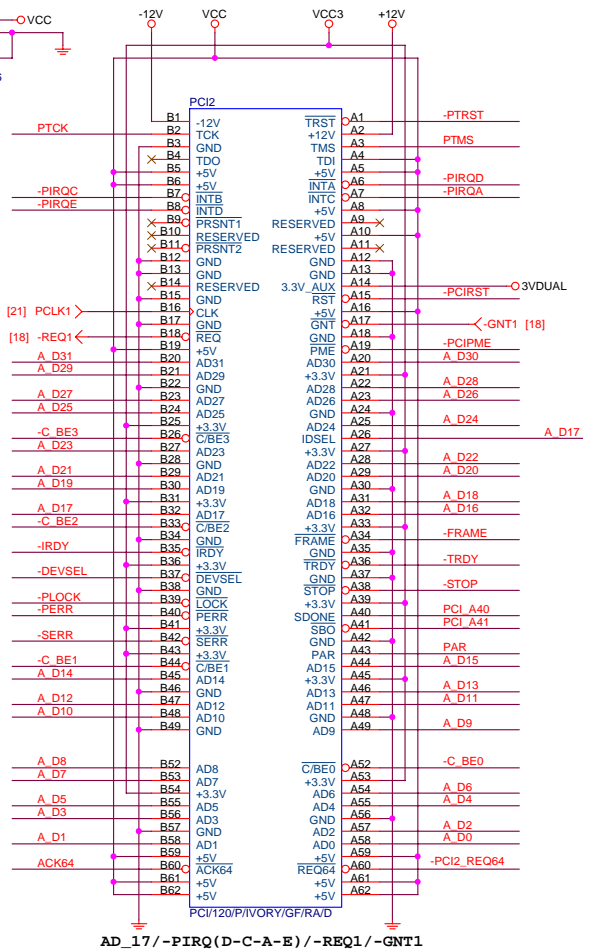 -12V VCC VCC3 +12V
VCC
PCI2
B1 -12V TRST A1 -PTRST
PTCK B2 TCK +12V A2
B3 GND TMS A3 PTMS
B4 TDO TDI A4
B5 +5V +5V A5
B6 +5V INTA A6 -PIRQD
-PIRQC B7 INTB INTC A7 -PIRQA
-PIRQE B8 INTD +5V A8
B9 PRSNT1 RESERVED A9
B10 RESERVED +5V A10
B11 PRSNT2 RESERVED A11
B12 GND GND A12
B13 GND GND A13
B14 RESERVED 3.3V_AUX A14 3VDUAL
B15 GND RST A15 -PCIRST
[21] PCLK1 B16 CLK +5V A16
B17 GND GNT A17 -GNT1 [18]
[18] -REQ1 B18 REQ GND A18
B19 +5V PME A19 -PCIPME
A_D31 B20 AD31 AD30 A20 A_D30
A_D29 B21 AD29 +3.3V A21
B22 GND AD28 A22 A_D28
A_D27 B23 AD27 AD26 A23 A_D26
A_D25 B24 AD25 GND A24
B25 +3.3V AD24 A25 A_D24
-C_BE3 B26 C/BE3 IDSEL A26 A_D17
A_D23 B27 AD23 +3.3V A27
B28 GND AD22 A28 A_D22
A_D21 B29 AD21 AD20 A29 A_D20
A_D19 B30 AD19 GND A30
B31 +3.3V AD18 A31 A_D18
A_D17 B32 AD17 AD16 A32 A_D16
-C_BE2 B33 C/BE2 +3.3V A33
B34 GND FRAME A34 -FRAME
-IRDY B35 IRDY GND A35
B36 +3.3V TRDY A36 -TRDY
-DEVSEL B37 DEVSEL GND A37
B38 GND STOP A38 -STOP
-PLOCK B39 LOCK +3.3V A39
-PERR B40 PERR SDONE A40 PCI_A40
B41 +3.3V SBO A41 PCI_A41
-SERR B42 SERR GND A42
B43 +3.3V PAR A43 PAR
-C_BE1 B44 C/BE1 AD15 A44 A_D15
A_D14 B45 AD14 +3.3V A45
B46 GND AD13 A46 A_D13
A_D12 B47 AD12 AD11 A47 A_D11
A_D10 B48 AD10 GND A48
B49 GND AD9 A49 A_D9
A_D8 B52 AD8 C/BE0 A52 -C_BE0
A_D7 B53 AD7 +3.3V A53
B54 +3.3V AD6 A54 A_D6
A_D5 B55 AD5 AD4 A55 A_D4
A_D3 B56 AD3 GND A56
B57 GND AD2 A57 A_D2
A_D1 B58 AD1 AD0 A58 A_D0
B59 +5V +5V A59
ACK64 B60 ACK64 REQ64 A60 -PCI2_REQ64
B61 +5V +5V A61
B62 +5V +5V A62
PCI/120/P/IVORY/GF/RA/D
AD_17/-PIRQ(D-C-A-E)/-REQ1/-GNT1